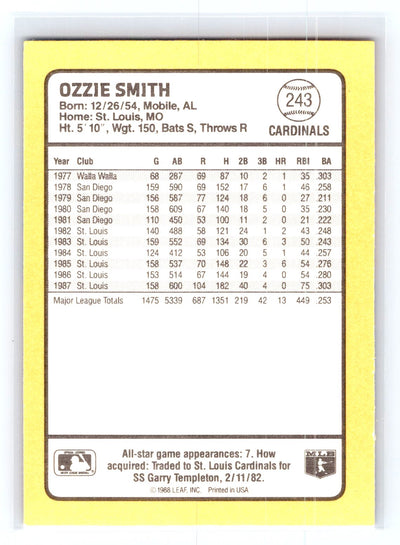 OZZIE SMITH
Born: 12/26/54, Mobile, AL
Home: St. Louis, MO
Ht. 5'10", Wgt. 150, Bats S, Throws R
243
CARDINALS
Year Club G AB R H 2B 3B HR RBI BA
1977 Walla Walla 68 287 69 87 10 2 1 35 .303
1978 San Diego 159 590 69 152 17 6 1 46 .258
1979 San Diego 156 587 77 124 18 6 0 27 .211
1980 San Diego 158 609 67 140 18 5 0 35 .230
1981 San Diego 110 450 53 100 11 2 0 21 .222
1982 St. Louis 140 488 58 121 24 1 2 43 .248
1983 St. Louis 159 552 69 134 30 6 3 50 .243
1984 St. Louis 124 412 53 106 20 5 1 44 .257
1985 St. Louis 158 537 70 148 22 3 6 54 .276
1986 St. Louis 153 514 67 144 19 4 0 54 .280
1987 St. Louis 158 600 104 182 40 4 0 75 .303
Major League Totals 1475 5339 687 1351 219 42 13 449 .253
All-star game appearances: 7. How
acquired: Traded to St. Louis Cardinals for
SS Garry Templeton, 2/11/82.
© 1988 LEAF, INC. Printed in USA
MLB